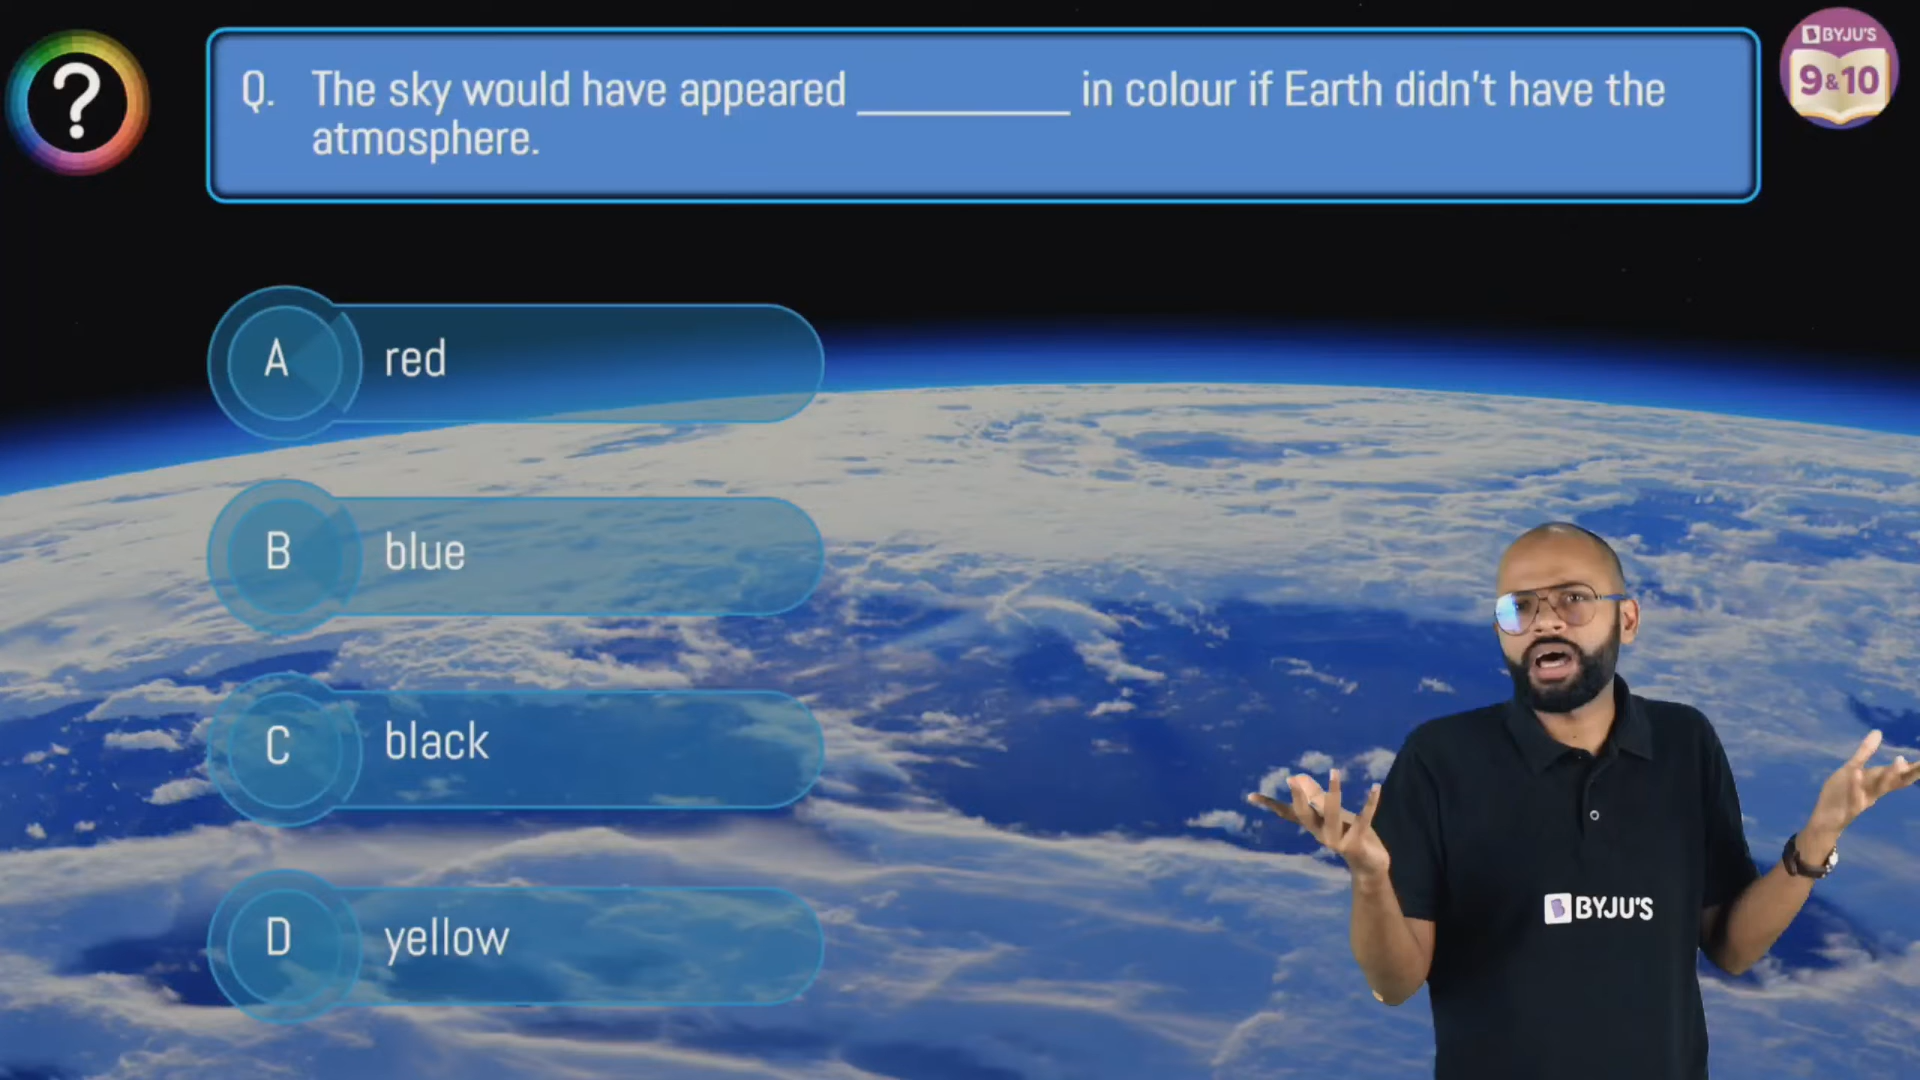 ?
BYJU'S
9&10
Q. The sky would have appeared __________ in colour if Earth didn't have the
atmosphere.
A red
B blue
C black
D yellow
BYJU'S